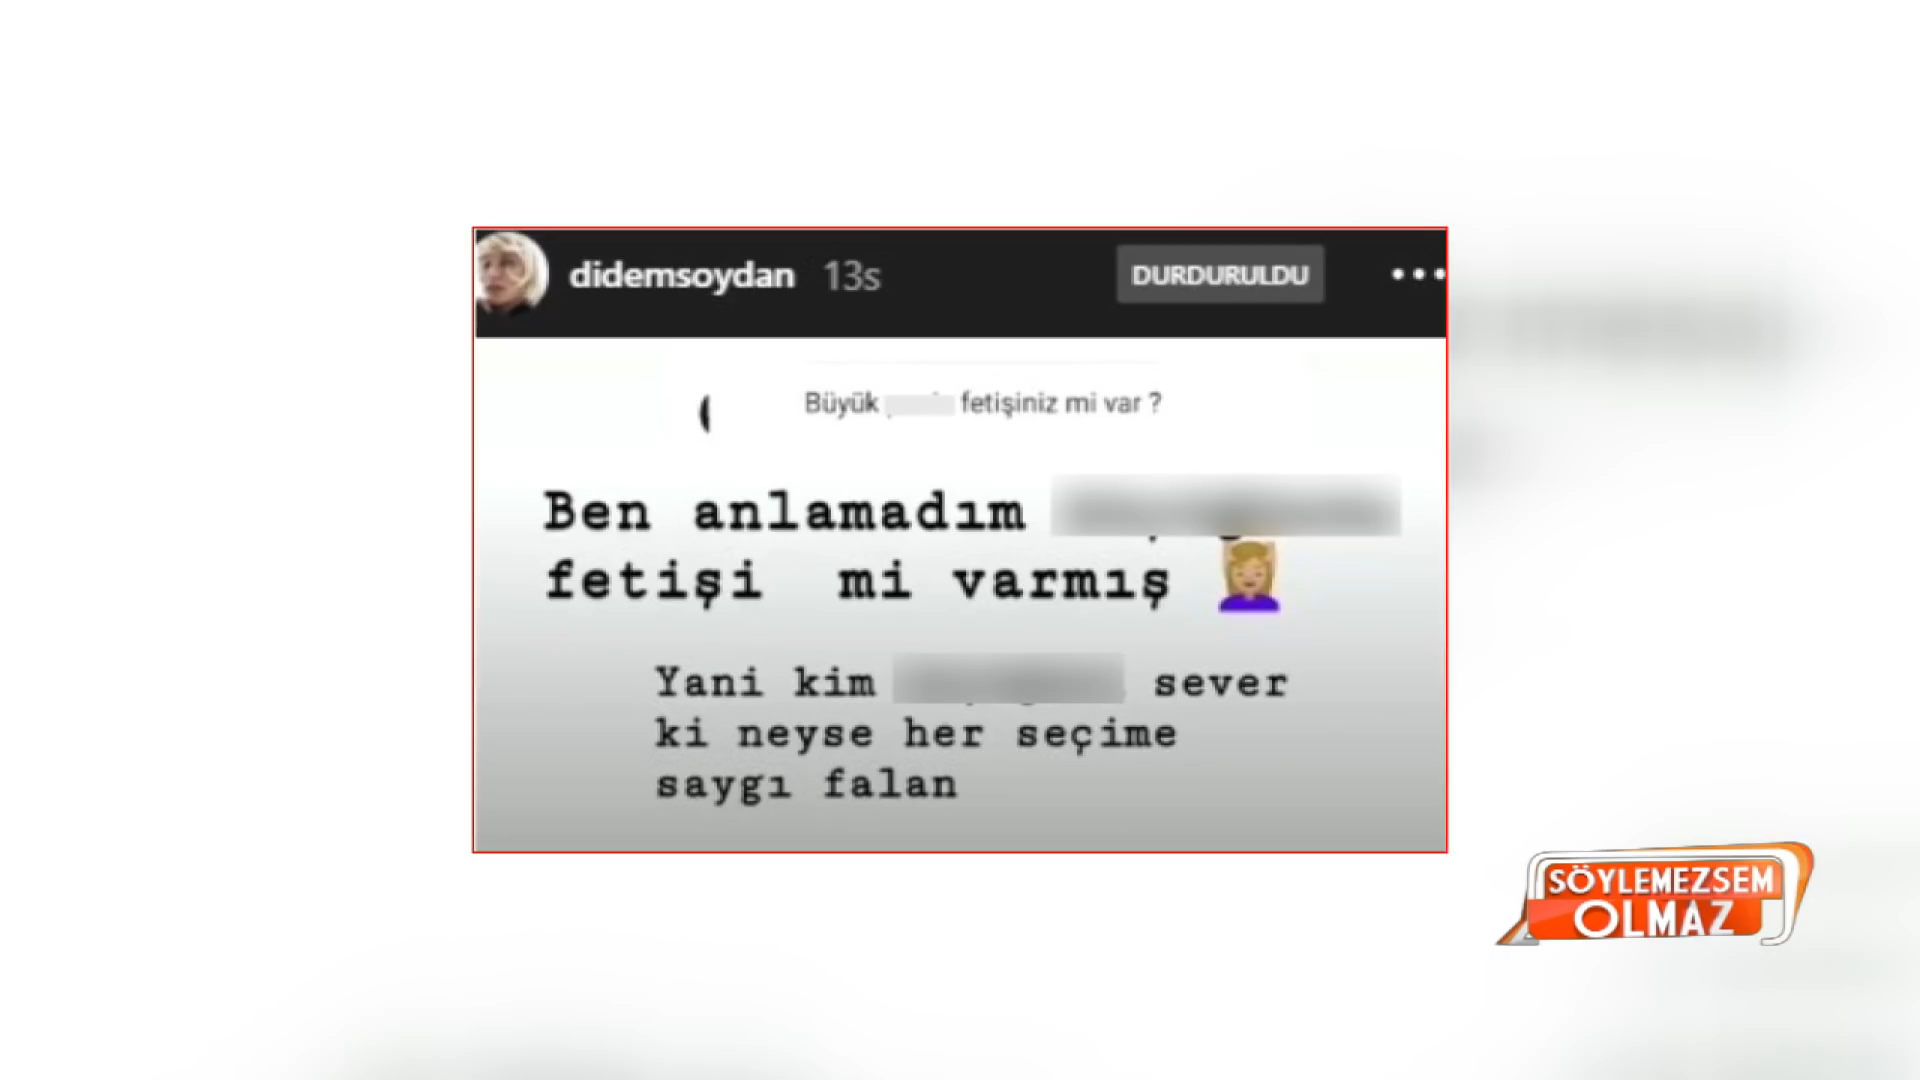 didemsoydan 13s DURDURULDU
Büyük fetişiniz mi var ?
Ben anlamadım
fetişi mi varmış
Yani kim sever
ki neyse her seçime
saygı falan
SÖYLEMEZSEM
OLMAZ